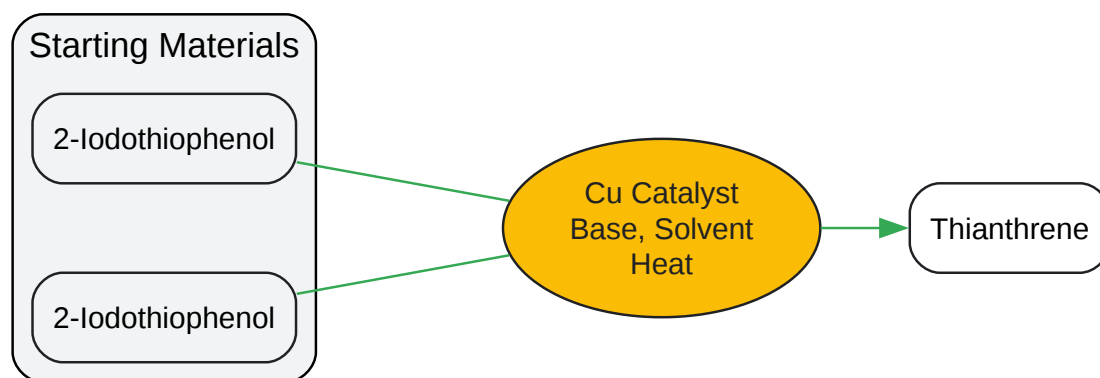 Starting Materials
2-Iodothiophenol
2-Iodothiophenol
Cu Catalyst
Base, Solvent
Heat
Thianthrene